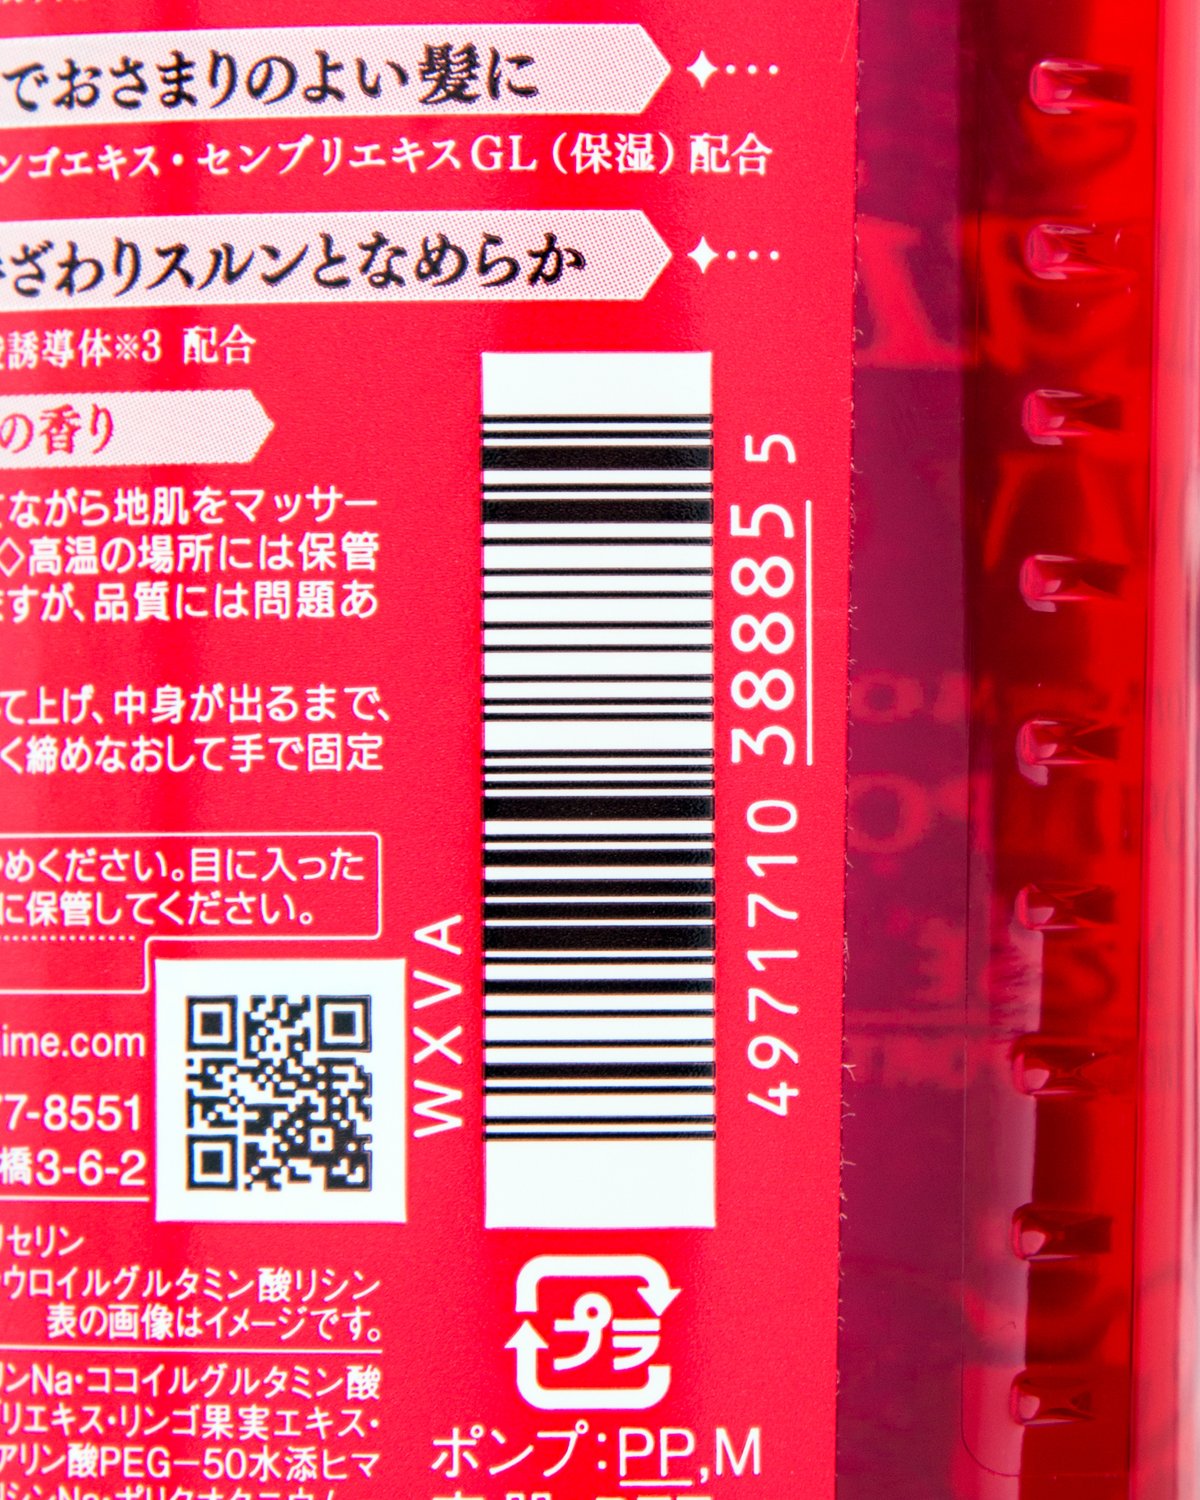 でおさまりのよい髪に
ンゴエキス・センブリエキスGL（保湿）配合
ざわりスルンとなめらか
誘導体※3 配合
の香り
ながら地肌をマッサー
◇高温の場所には保管
ますが、品質には問題あ
て上げ、中身が出るまで、
く締めなおして手で固定
めください。目に入った
に保管してください。
ime.com
77-8551
橋3-6-2
リセリン
ウロイルグルタミン酸リシン
表の画像はイメージです。
ンNa・ココイルグルタミン酸
リエキス・リンゴ果実エキス・
アリン酸PEG－50水添ヒマ
WXVA
4971710 38885 5
プラ
ポンプ：PP,M